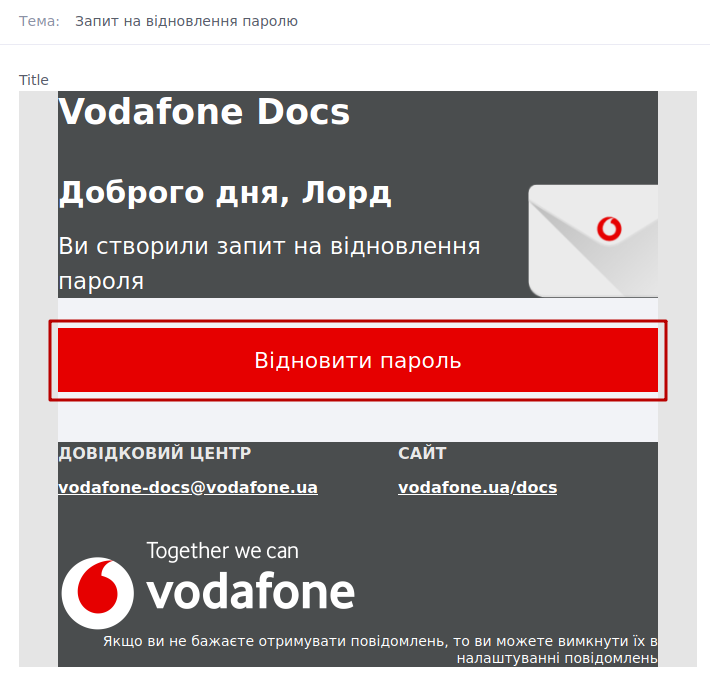 Тема: Запит на відновлення паролю
Title
Vodafone Docs
Доброго дня, Лорд
Ви створили запит на відновлення
пароля
Відновити пароль
ДОВІДКОВИЙ ЦЕНТР
vodafone-docs@vodafone.ua
САЙТ
vodafone.ua/docs
Together we can
vodafone
Якщо ви не бажаєте отримувати повідомлень, то ви можете вимкнути їх в
налаштуванні повідомлень